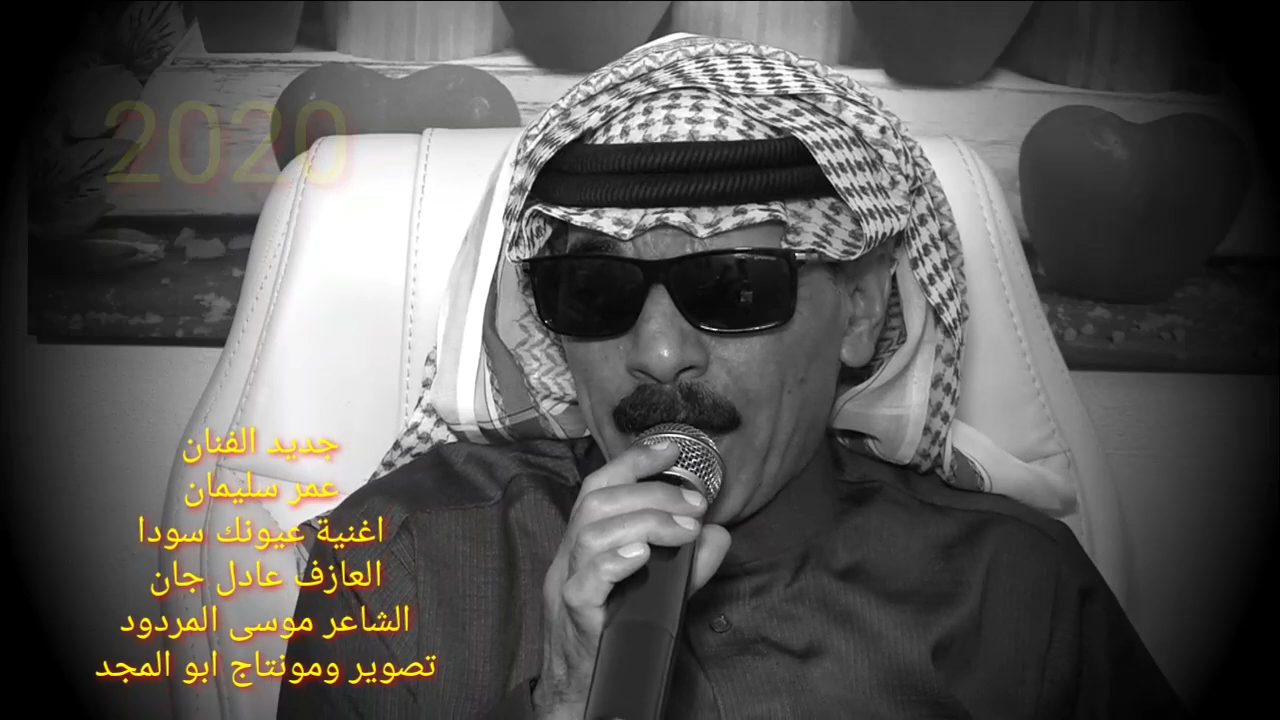 2020
جديد الفنان
عمر سليمان
اغنية عيونك سودا
العازف عادل جان
الشاعر موسى المردود
تصوير ومونتاج ابو المجد